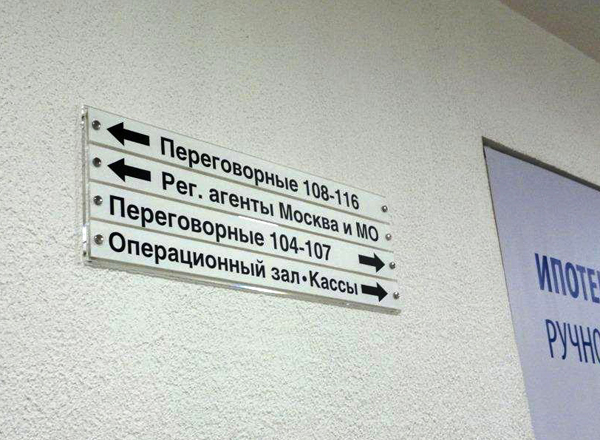 Переговорные 108-116
Рег. агенты Москва и МО
Переговорные 104-107
Операционный зал•Кассы